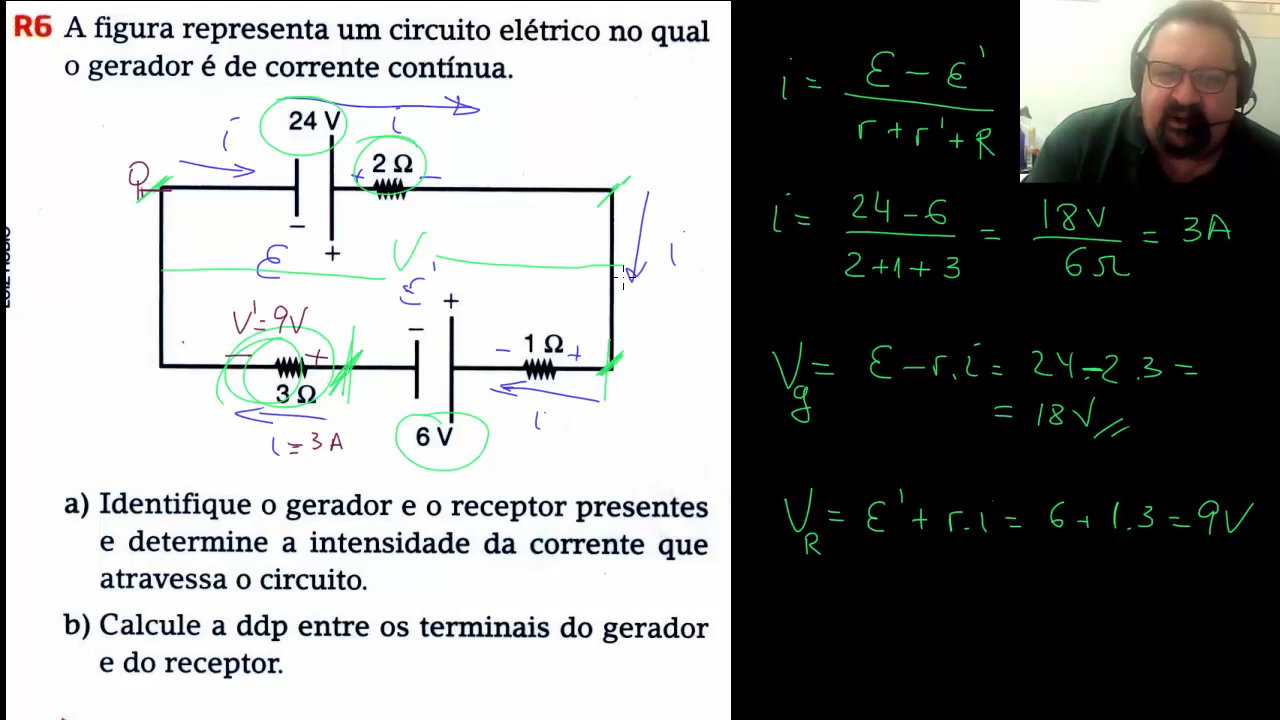 R6 A figura representa um circuito elétrico no qual
o gerador é de corrente contínua.
24 V
i
i
2 Ω
+ −
−
+
ε
V
i
ε'
V' = 9V
− +
+
−
1 Ω
− +
3 Ω
i = 3 A
6 V
i
a) Identifique o gerador e o receptor presentes
e determine a intensidade da corrente que
atravessa o circuito.
b) Calcule a ddp entre os terminais do gerador
e do receptor.
i = ε − ε' / r + r' + R
i = 24 − 6 / 2 + 1 + 3 = 18V / 6Ω = 3A
Vg = ε − r.i = 24 − 2.3 =
= 18V
VR = ε' + r.i = 6 + 1.3 = 9V